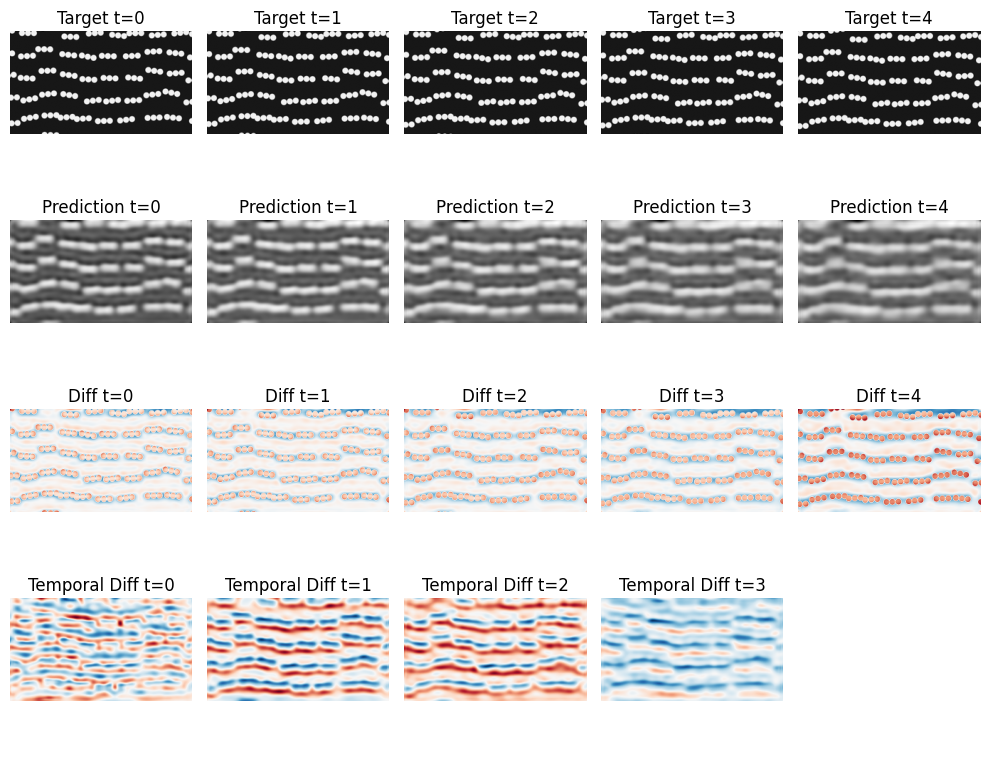 Target t=0 Target t=1 Target t=2 Target t=3 Target t=4
Prediction t=0 Prediction t=1 Prediction t=2 Prediction t=3 Prediction t=4
Diff t=0 Diff t=1 Diff t=2 Diff t=3 Diff t=4
Temporal Diff t=0 Temporal Diff t=1 Temporal Diff t=2 Temporal Diff t=3